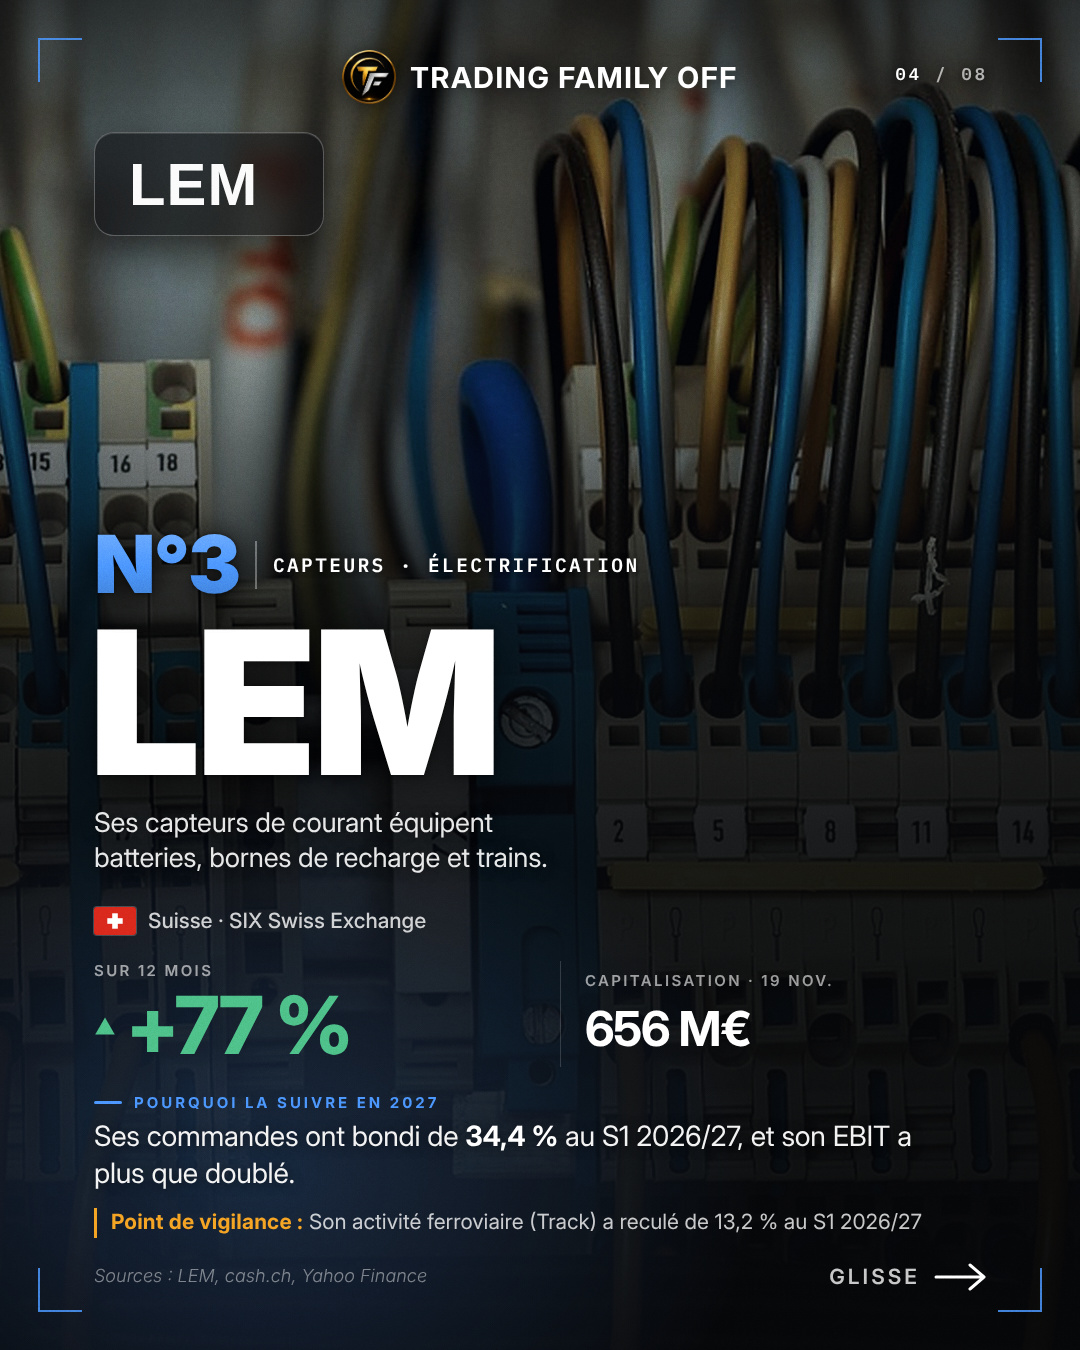 TRADING FAMILY OFF
04 / 08
LEM
15 16 18
N°3 CAPTEURS · ÉLECTRIFICATION
LEM
Ses capteurs de courant équipent
batteries, bornes de recharge et trains.
2 5 8 11 14
Suisse · SIX Swiss Exchange
SUR 12 MOIS
+77 %
CAPITALISATION · 19 NOV.
656 M€
POURQUOI LA SUIVRE EN 2027
Ses commandes ont bondi de 34,4 % au S1 2026/27, et son EBIT a
plus que doublé.
Point de vigilance : Son activité ferroviaire (Track) a reculé de 13,2 % au S1 2026/27
Sources : LEM, cash.ch, Yahoo Finance
GLISSE